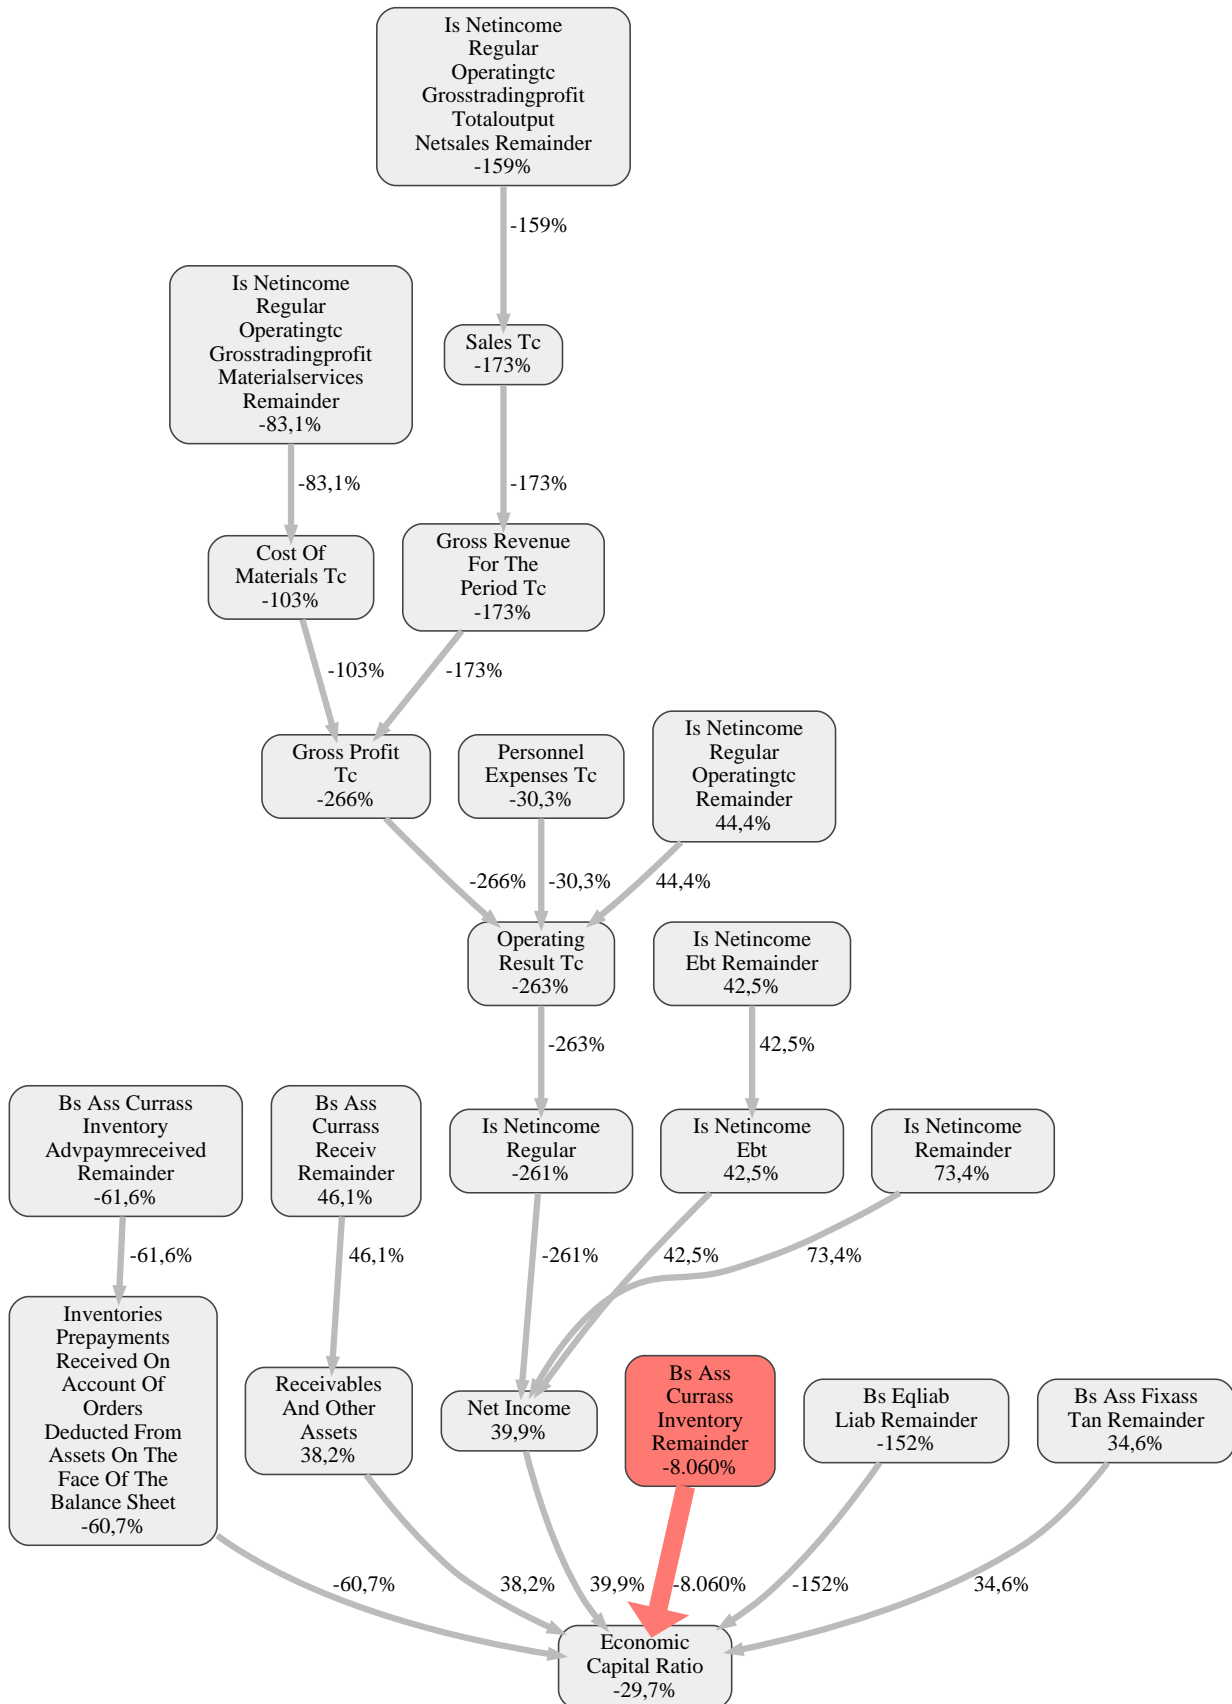 Is Netincome
Regular
Operatingtc
Grosstradingprofit
Totaloutput
Netsales Remainder
-159%
-159%
Is Netincome
Regular
Operatingtc
Grosstradingprofit
Materialservices
Remainder
-83,1%
Sales Tc
-173%
-83,1%
-173%
Cost Of
Materials Tc
-103%
Gross Revenue
For The
Period Tc
-173%
-103%
-173%
Gross Profit
Tc
-266%
Personnel
Expenses Tc
-30,3%
Is Netincome
Regular
Operatingtc
Remainder
44,4%
-266%
-30,3%
44,4%
Operating
Result Tc
-263%
Is Netincome
Ebt Remainder
42,5%
-263%
42,5%
Bs Ass Currass
Inventory
Advpaymreceived
Remainder
-61,6%
Bs Ass
Currass
Receiv
Remainder
46,1%
Is Netincome
Regular
-261%
Is Netincome
Ebt
42,5%
Is Netincome
Remainder
73,4%
-61,6%
46,1%
-261%
42,5%
73,4%
Inventories
Prepayments
Received On
Account Of
Orders
Deducted From
Assets On The
Face Of The
Balance Sheet
-60,7%
Receivables
And Other
Assets
38,2%
Net Income
39,9%
Bs Ass
Currass
Inventory
Remainder
-8.060%
Bs Eqliab
Liab Remainder
-152%
Bs Ass Fixass
Tan Remainder
34,6%
-60,7%
38,2%
39,9%
-8.060%
-152%
34,6%
Economic
Capital Ratio
-29,7%